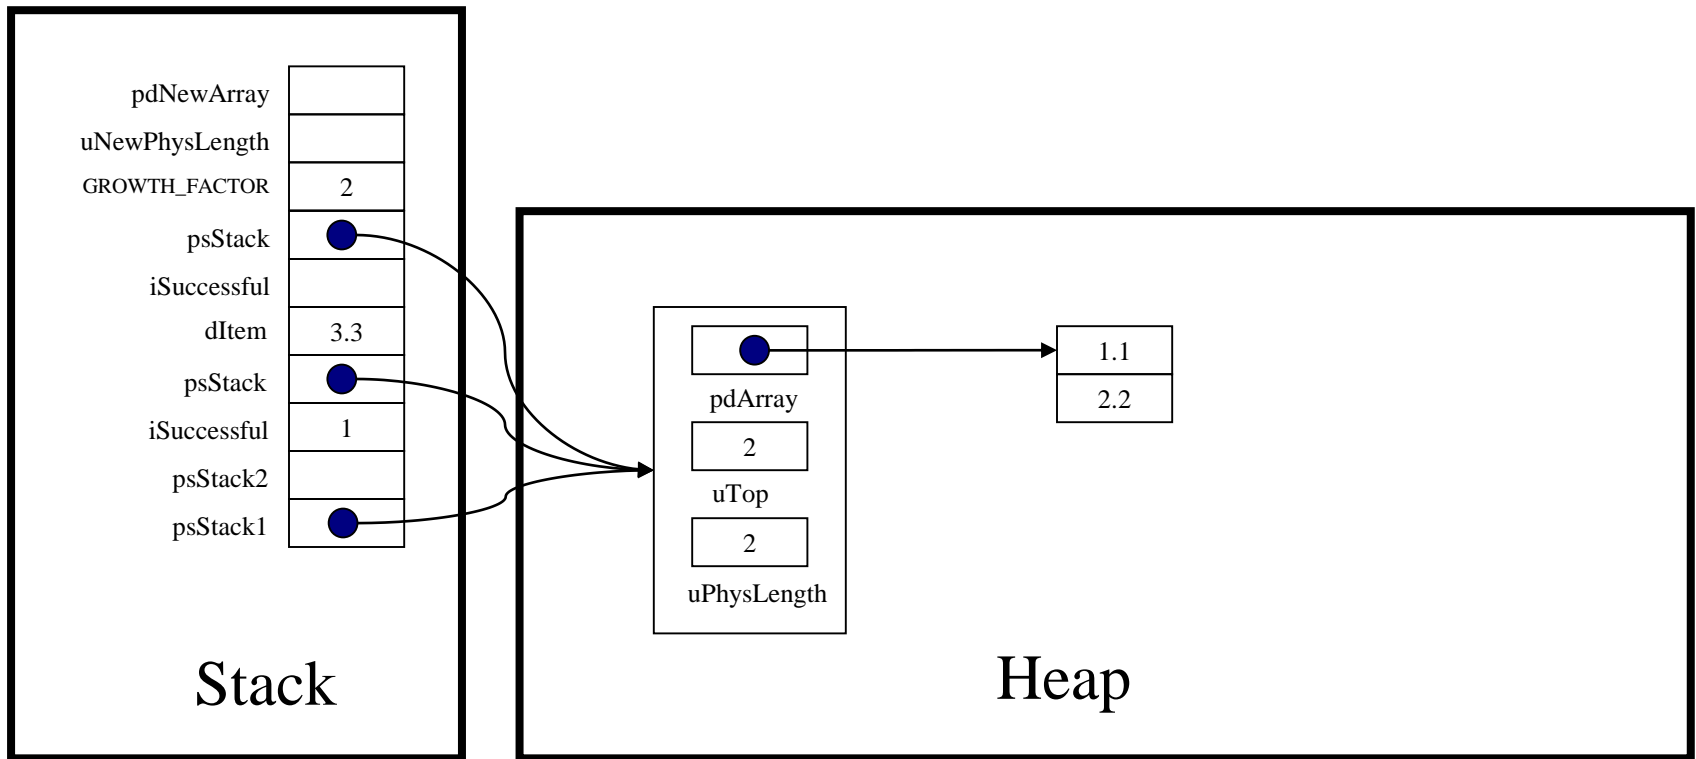 pdNewArray
uNewPhysLength
GROWTH_FACTOR 2
psStack
iSuccessful
dItem 3.3
psStack
iSuccessful 1
psStack2
psStack1
Stack
pdArray
2
uTop
2
uPhysLength
1.1
2.2
Heap